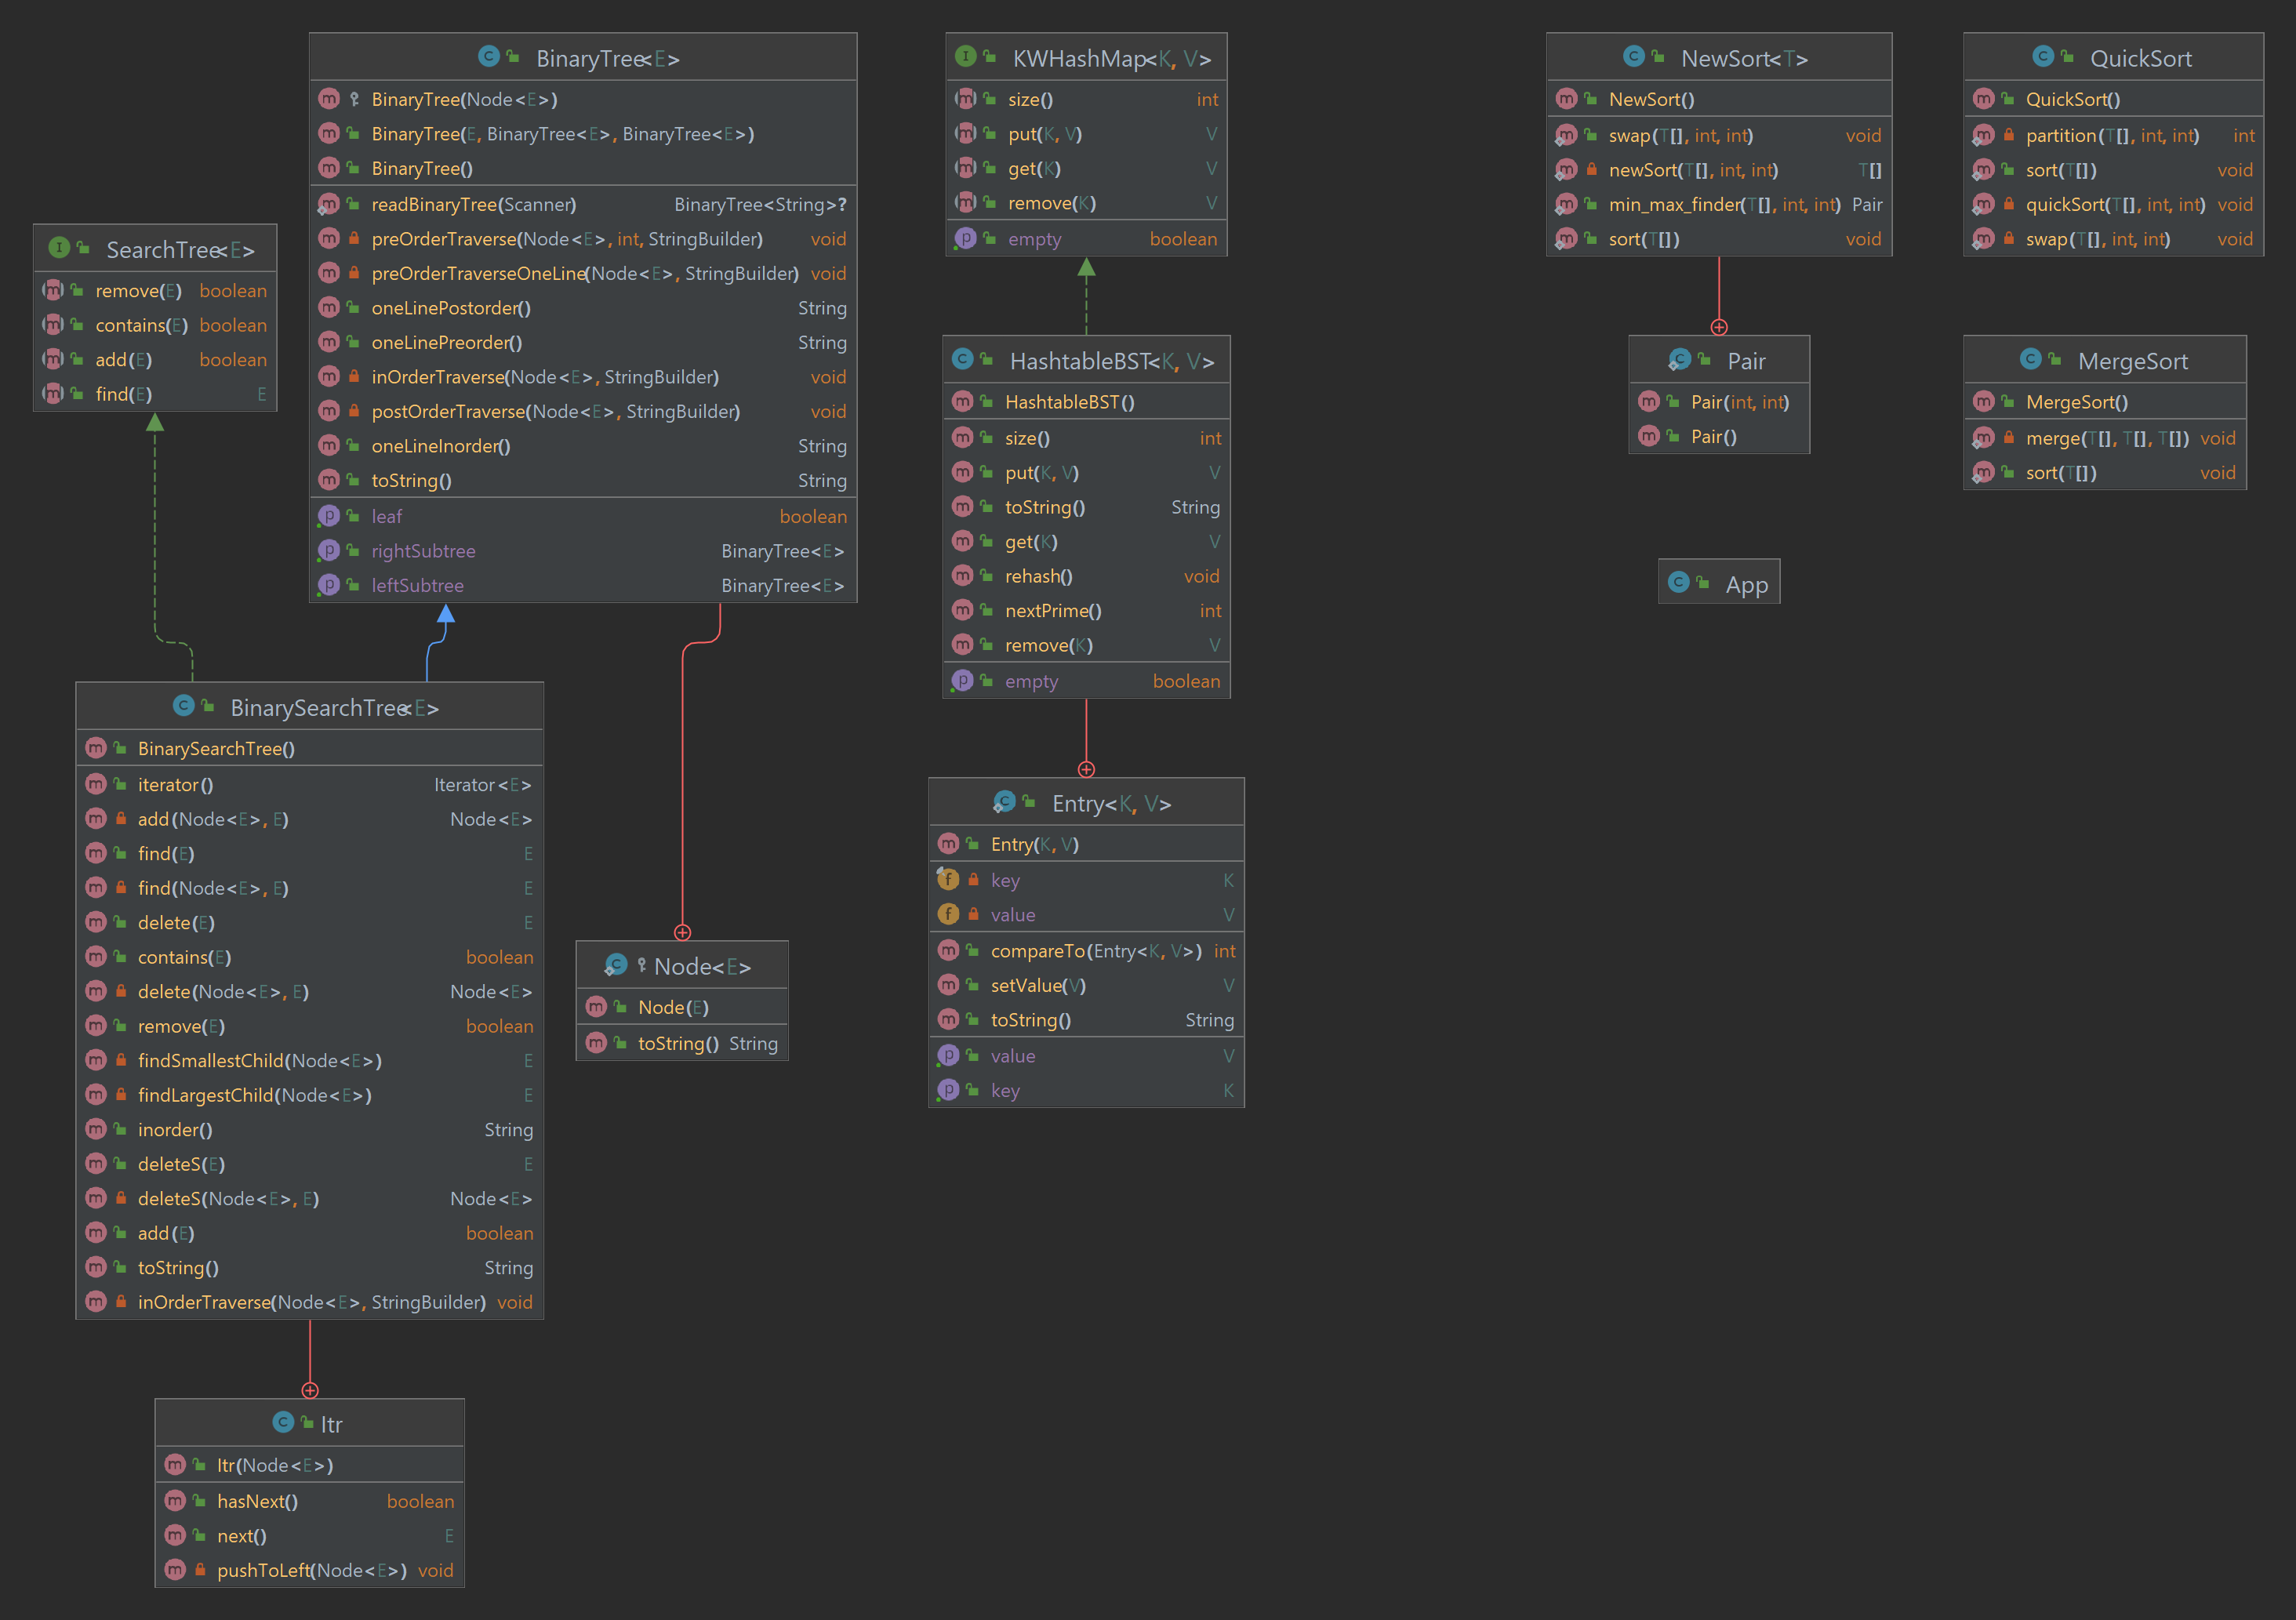 BinaryTree<E>
BinaryTree(Node<E>)
BinaryTree(E, BinaryTree<E>, BinaryTree<E>)
BinaryTree()
readBinaryTree(Scanner) BinaryTree<String>?
preOrderTraverse(Node<E>, int, StringBuilder) void
preOrderTraverseOneLine(Node<E>, StringBuilder) void
oneLinePostorder() String
oneLinePreorder() String
inOrderTraverse(Node<E>, StringBuilder) void
postOrderTraverse(Node<E>, StringBuilder) void
oneLineInorder() String
toString() String
leaf boolean
rightSubtree BinaryTree<E>
leftSubtree BinaryTree<E>
KWHashMap<K, V>
size() int
put(K, V) V
get(K) V
remove(K) V
empty boolean
NewSort<T>
NewSort()
swap(T[], int, int) void
newSort(T[], int, int) T[]
min_max_finder(T[], int, int) Pair
sort(T[]) void
QuickSort
QuickSort()
partition(T[], int, int) int
sort(T[]) void
quickSort(T[], int, int) void
swap(T[], int, int) void
SearchTree<E>
remove(E) boolean
contains(E) boolean
add(E) boolean
find(E) E
HashtableBST<K, V>
HashtableBST()
size() int
put(K, V) V
toString() String
get(K) V
rehash() void
nextPrime() int
remove(K) V
empty boolean
Pair
Pair(int, int)
Pair()
MergeSort
MergeSort()
merge(T[], T[], T[]) void
sort(T[]) void
App
BinarySearchTree<E>
BinarySearchTree()
iterator() Iterator<E>
add(Node<E>, E) Node<E>
find(E) E
find(Node<E>, E) E
delete(E) E
contains(E) boolean
delete(Node<E>, E) Node<E>
remove(E) boolean
findSmallestChild(Node<E>) E
findLargestChild(Node<E>) E
inorder() String
deleteS(E) E
deleteS(Node<E>, E) Node<E>
add(E) boolean
toString() String
inOrderTraverse(Node<E>, StringBuilder) void
Node<E>
Node(E)
toString() String
Entry<K, V>
Entry(K, V)
key K
value V
compareTo(Entry<K, V>) int
setValue(V) V
toString() String
value V
key K
Itr
Itr(Node<E>)
hasNext() boolean
next() E
pushToLeft(Node<E>) void